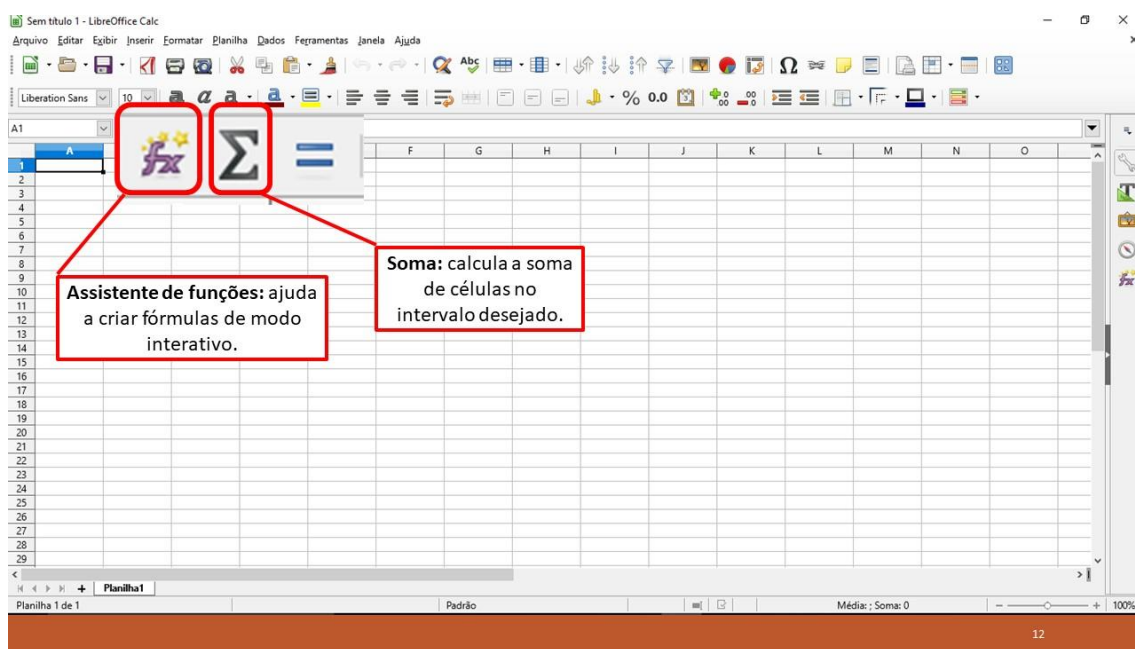 Sem título 1 - LibreOffice Calc
Arquivo Editar Exibir Inserir Formatar Planilha Dados Ferramentas Janela Ajuda
Abc
Liberation Sans 10 a a a a % 0.0
A1 fx Σ =
A F G H I J K L M N O
1
2
3
4
5
6
7
8
9
10
11
12
13
14
15
16
17
18
19
20
21
22
23
24
25
26
27
28
29
Soma: calcula a soma
de células no
intervalo desejado.
Assistente de funções: ajuda
a criar fórmulas de modo
interativo.
Planilha1
Planilha 1 de 1 Padrão Média: ; Soma: 0 100%
12